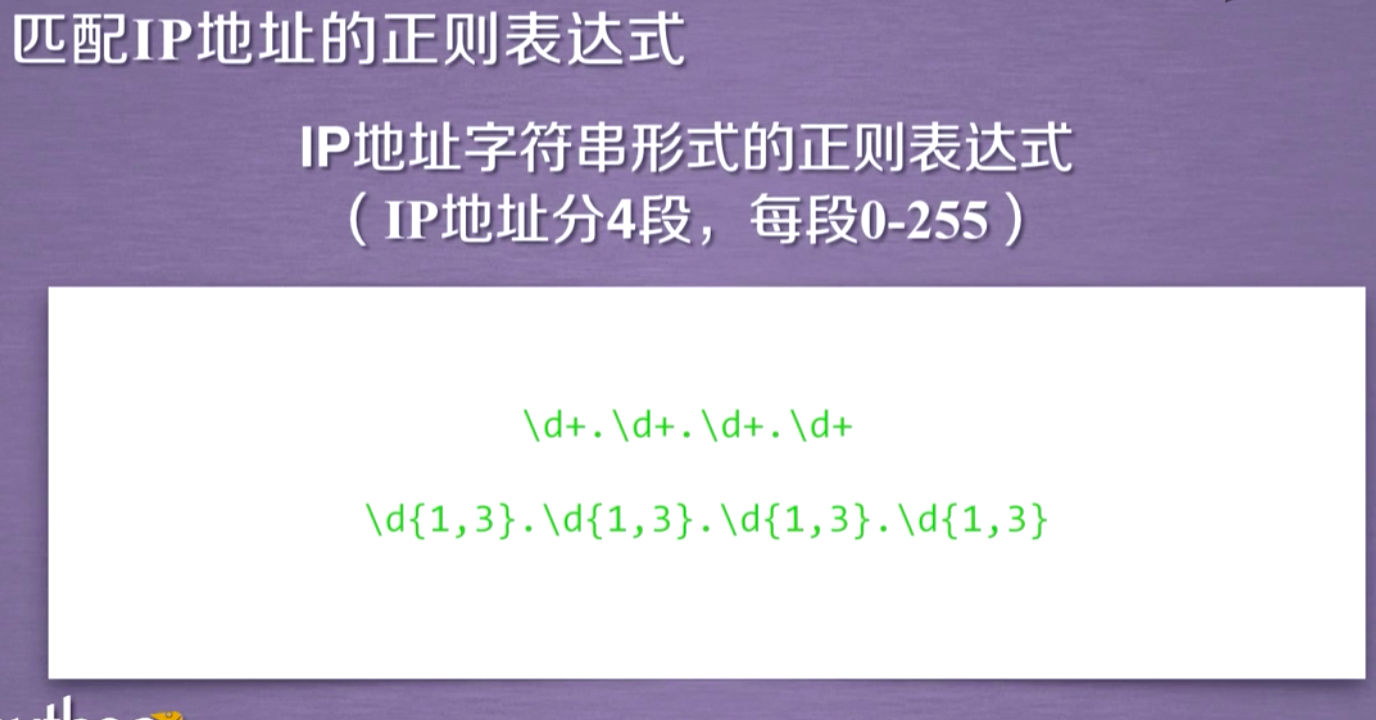 匹配IP地址的正则表达式
IP地址字符串形式的正则表达式
（IP地址分4段，每段0-255）
\d+.\d+.\d+.\d+
\d{1,3}.\d{1,3}.\d{1,3}.\d{1,3}